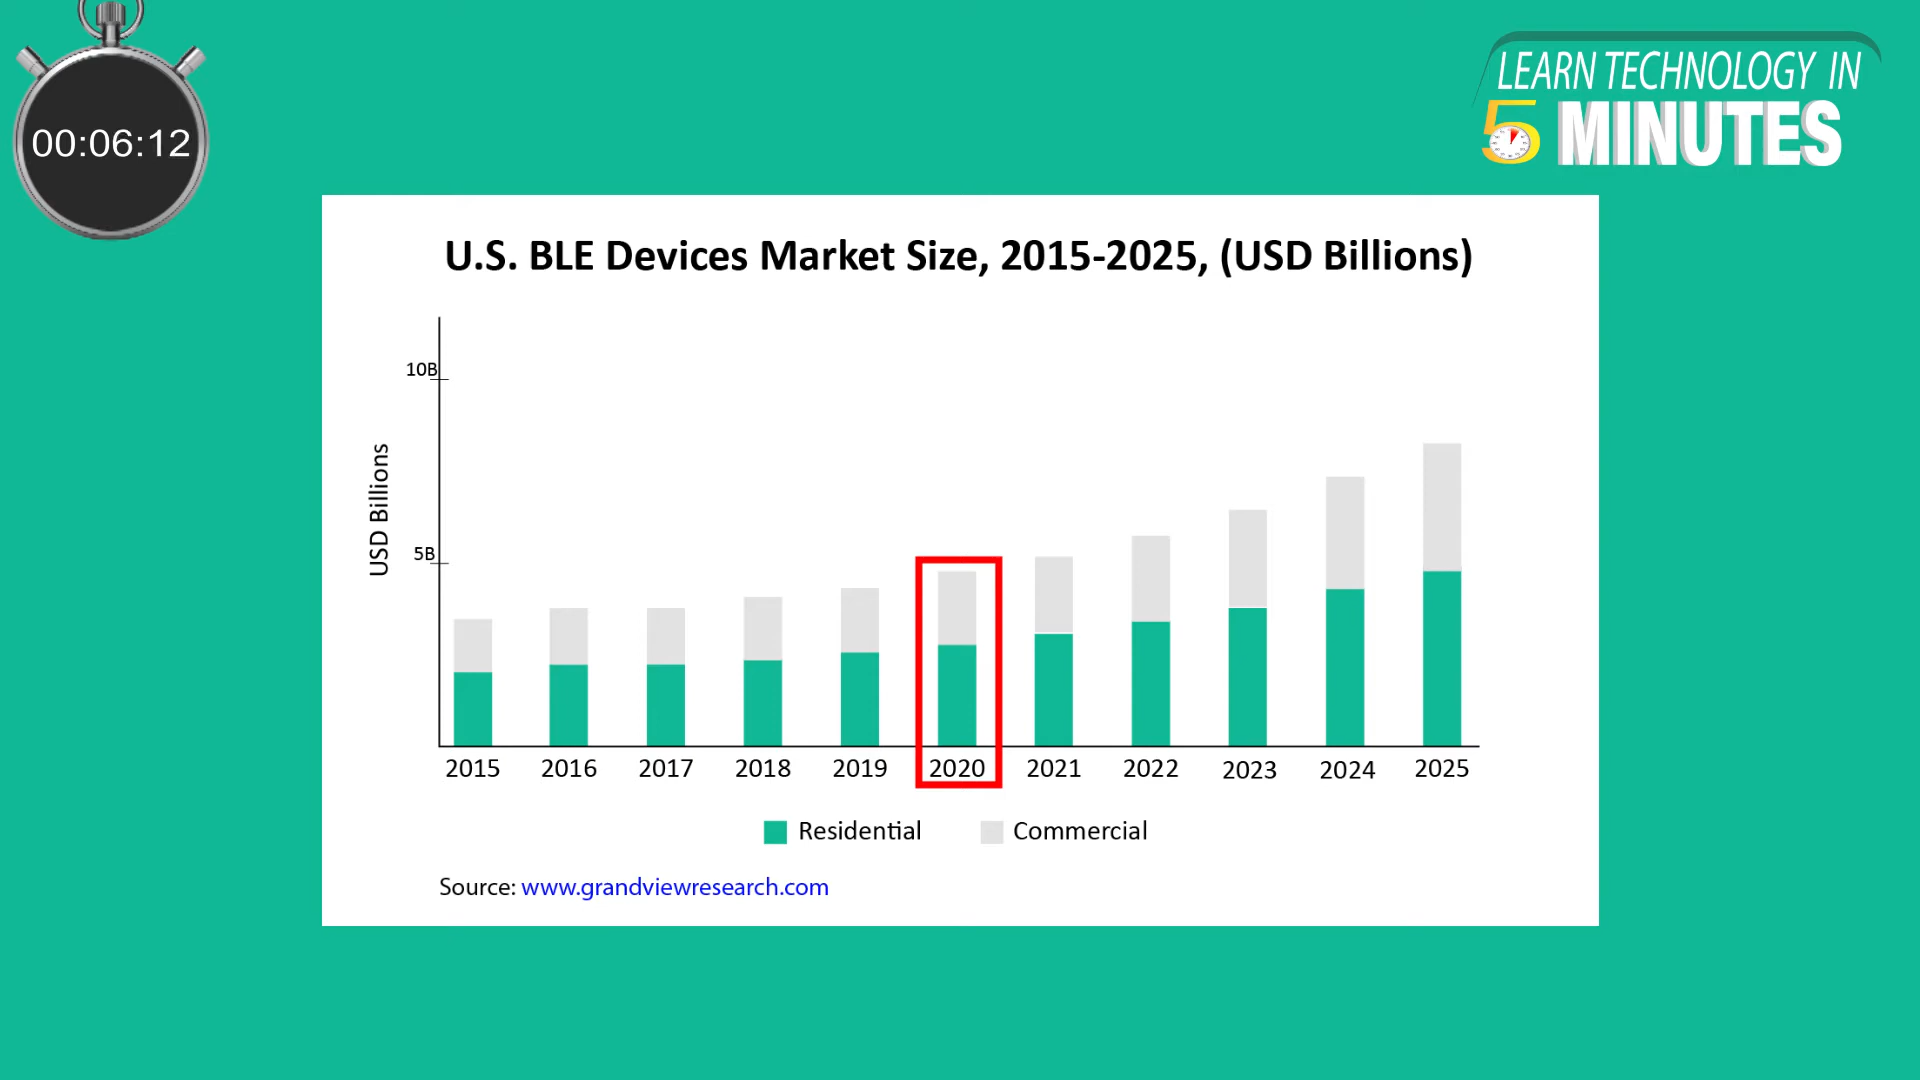 00:06:12
LEARN TECHNOLOGY IN
5 MINUTES
U.S. BLE Devices Market Size, 2015-2025, (USD Billions)
10B
5B
USD Billions
2015 2016 2017 2018 2019 2020 2021 2022 2023 2024 2025
Residential Commercial
Source: www.grandviewresearch.com